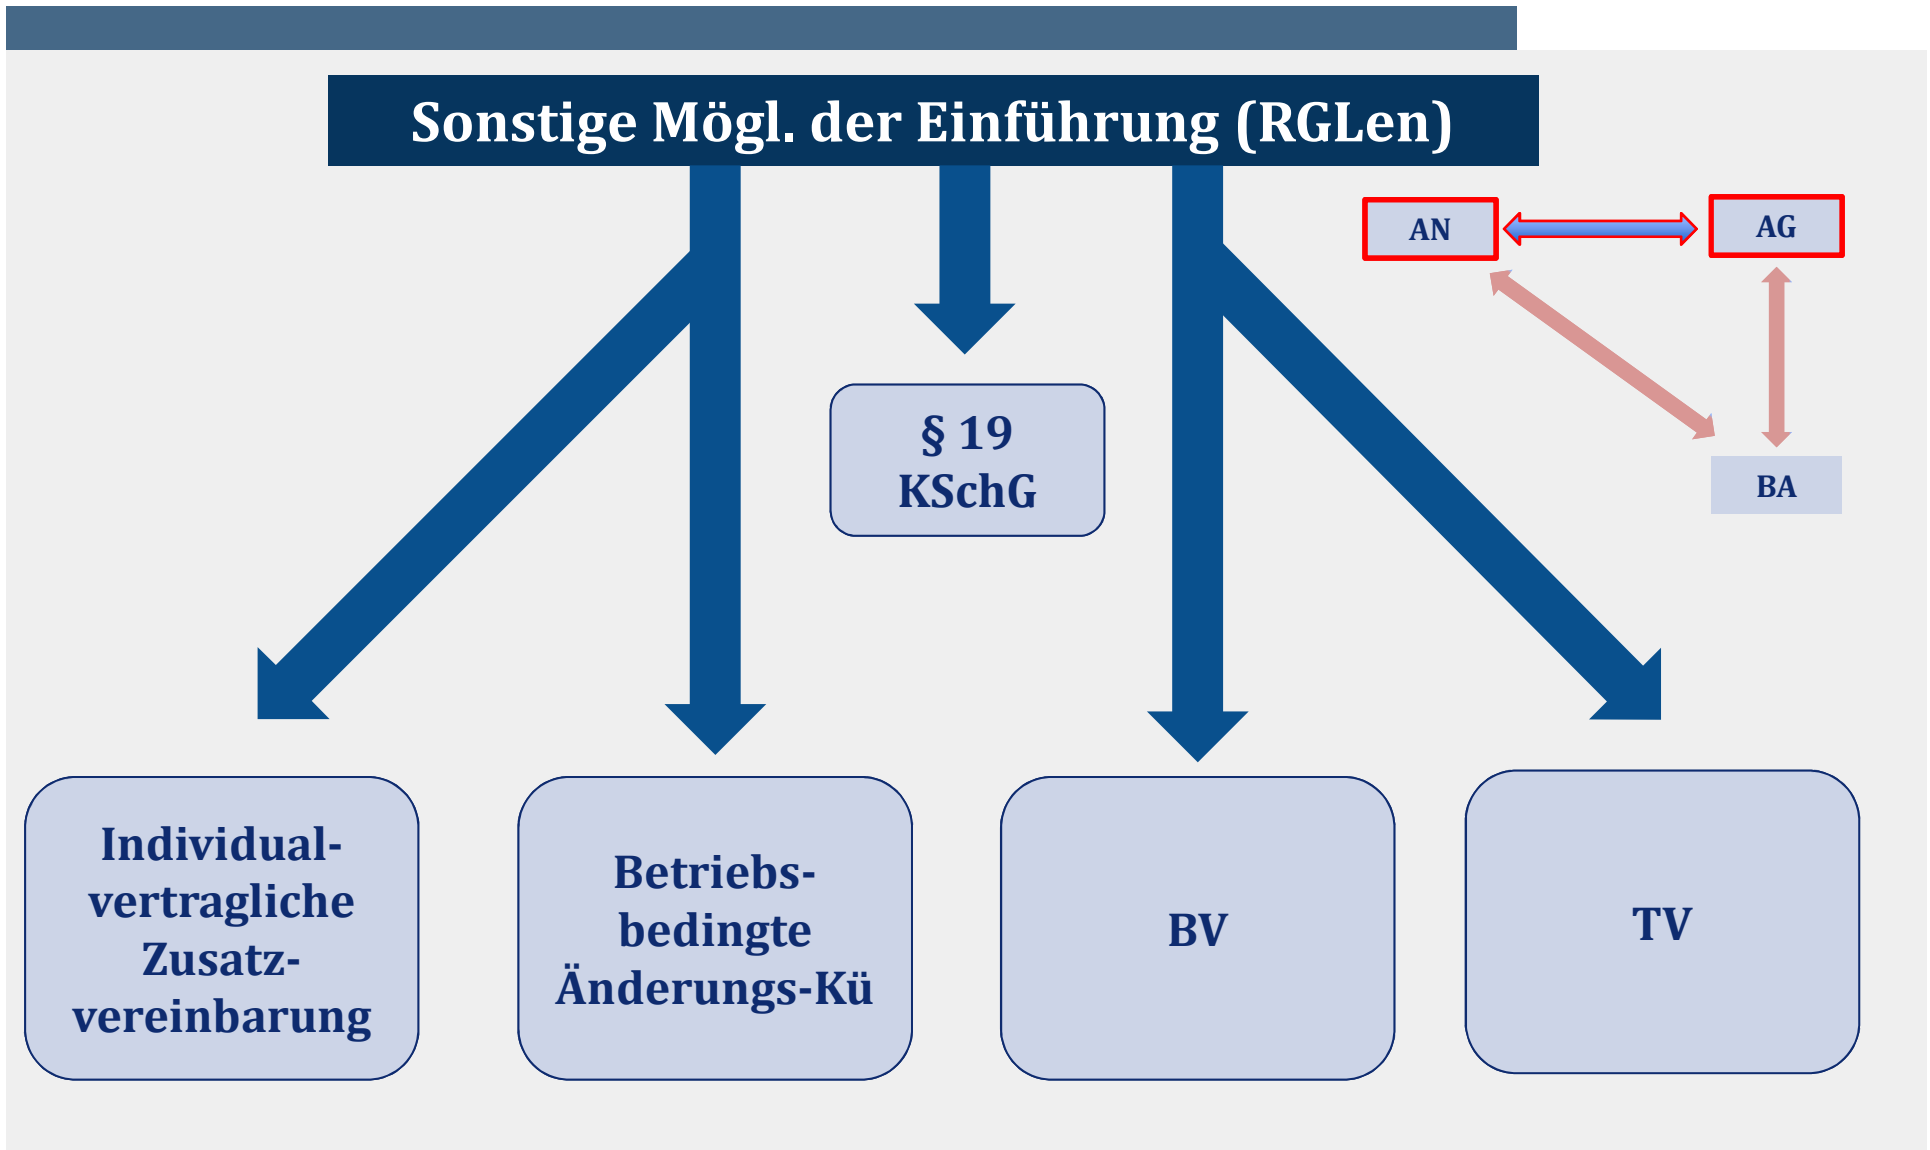 Sonstige Mögl. der Einführung (RGLen)
AN
AG
§ 19
KSchG
BA
Individual-
vertragliche
Zusatz-
vereinbarung
Betriebs-
bedingte
Änderungs-Kü
BV
TV